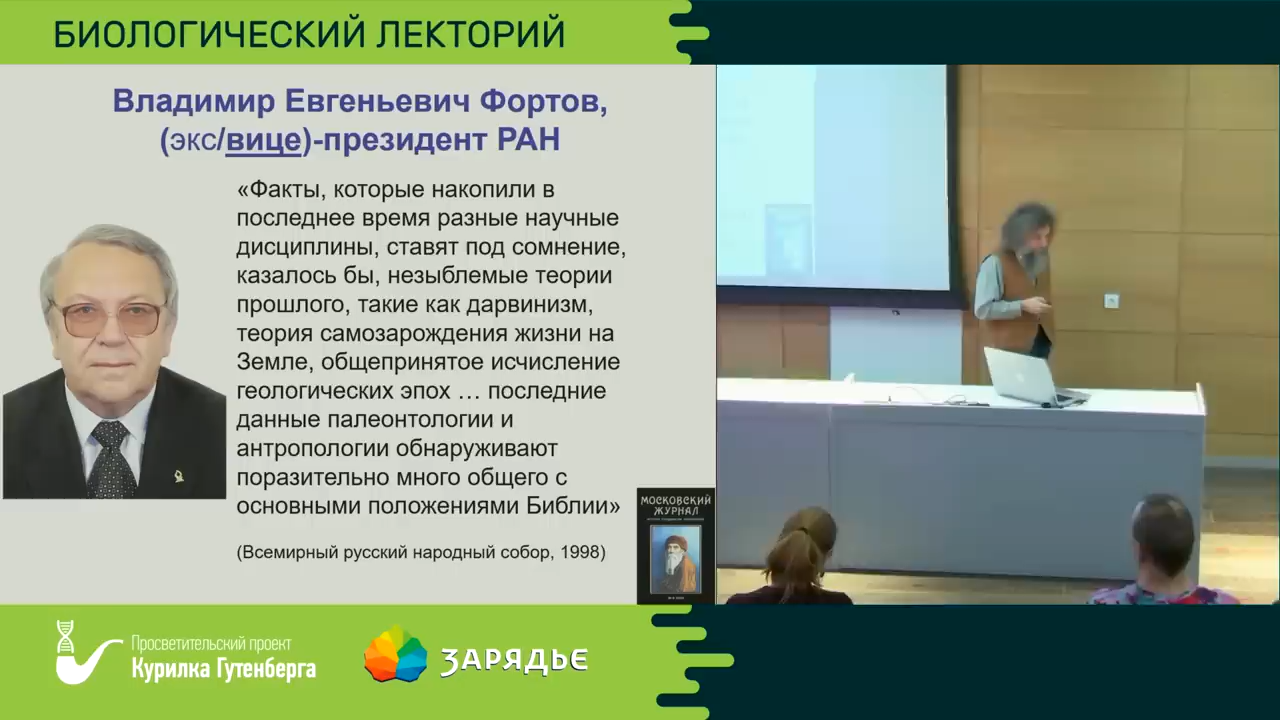 БИОЛОГИЧЕСКИЙ ЛЕКТОРИЙ
Владимир Евгеньевич Фортов,
(экс/вице)-президент РАН
«Факты, которые накопили в
последнее время разные научные
дисциплины, ставят под сомнение,
казалось бы, незыблемые теории
прошлого, такие как дарвинизм,
теория самозарождения жизни на
Земле, общепринятое исчисление
геологических эпох … последние
данные палеонтологии и
антропологии обнаруживают
поразительно много общего с
основными положениями Библии»
(Всемирный русский народный собор, 1998)
МОСКОВСКИЙ
ЖУРНАЛ
Просветительский проект
Курилка Гутенберга
ЗАРЯДЬЕ